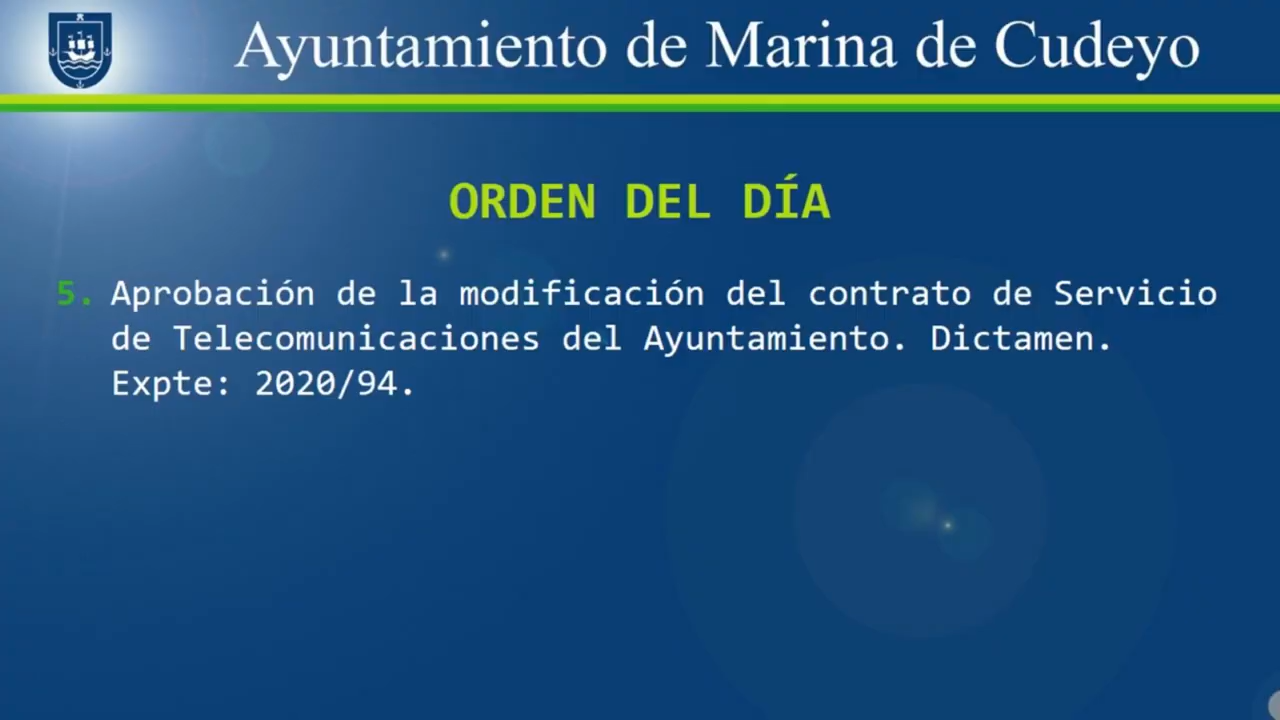 Ayuntamiento de Marina de Cudeyo
ORDEN DEL DÍA
5. Aprobación de la modificación del contrato de Servicio
de Telecomunicaciones del Ayuntamiento. Dictamen.
Expte: 2020/94.